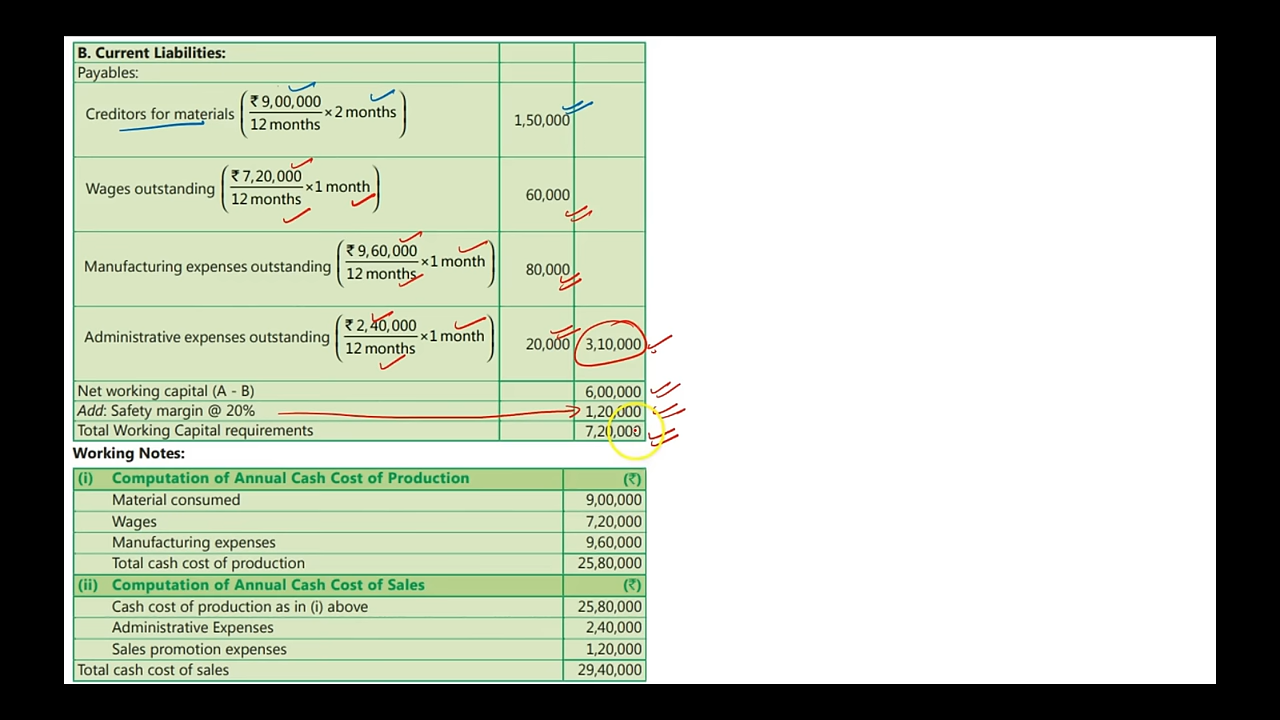 B. Current Liabilities:
Payables:
Creditors for materials (₹ 9,00,000 / 12 months × 2 months) 1,50,000
Wages outstanding (₹ 7,20,000 / 12 months × 1 month) 60,000
Manufacturing expenses outstanding (₹ 9,60,000 / 12 months × 1 month) 80,000
Administrative expenses outstanding (₹ 2,40,000 / 12 months × 1 month) 20,000 3,10,000
Net working capital (A - B) 6,00,000
Add: Safety margin @ 20% 1,20,000
Total Working Capital requirements 7,20,000
Working Notes:
(i) Computation of Annual Cash Cost of Production (₹)
Material consumed 9,00,000
Wages 7,20,000
Manufacturing expenses 9,60,000
Total cash cost of production 25,80,000
(ii) Computation of Annual Cash Cost of Sales (₹)
Cash cost of production as in (i) above 25,80,000
Administrative Expenses 2,40,000
Sales promotion expenses 1,20,000
Total cash cost of sales 29,40,000